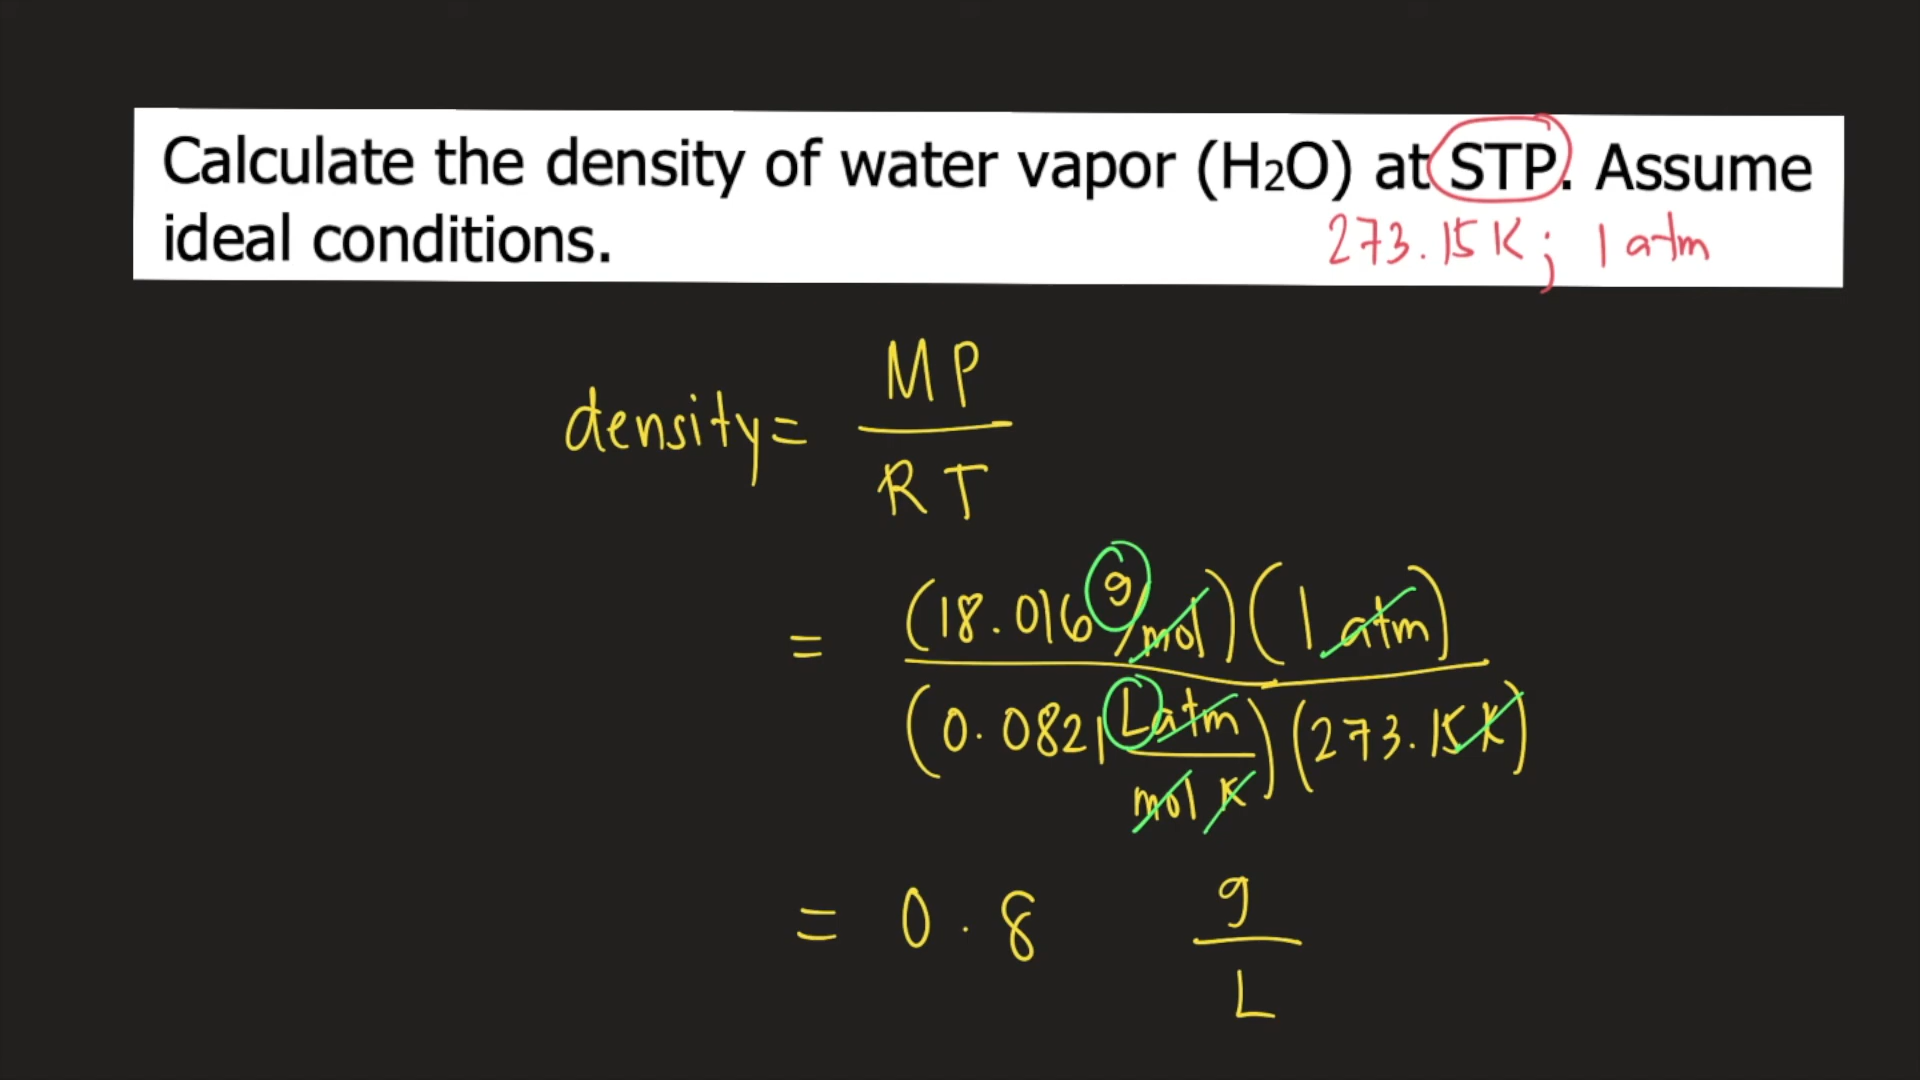 Calculate the density of water vapor (H₂O) at STP. Assume
ideal conditions.
273.15 K; 1 atm
density = MP
RT
= (18.016 g/mol) (1 atm)
(0.0821 L atm) (273.15 K)
mol K
= 0.8 g
L